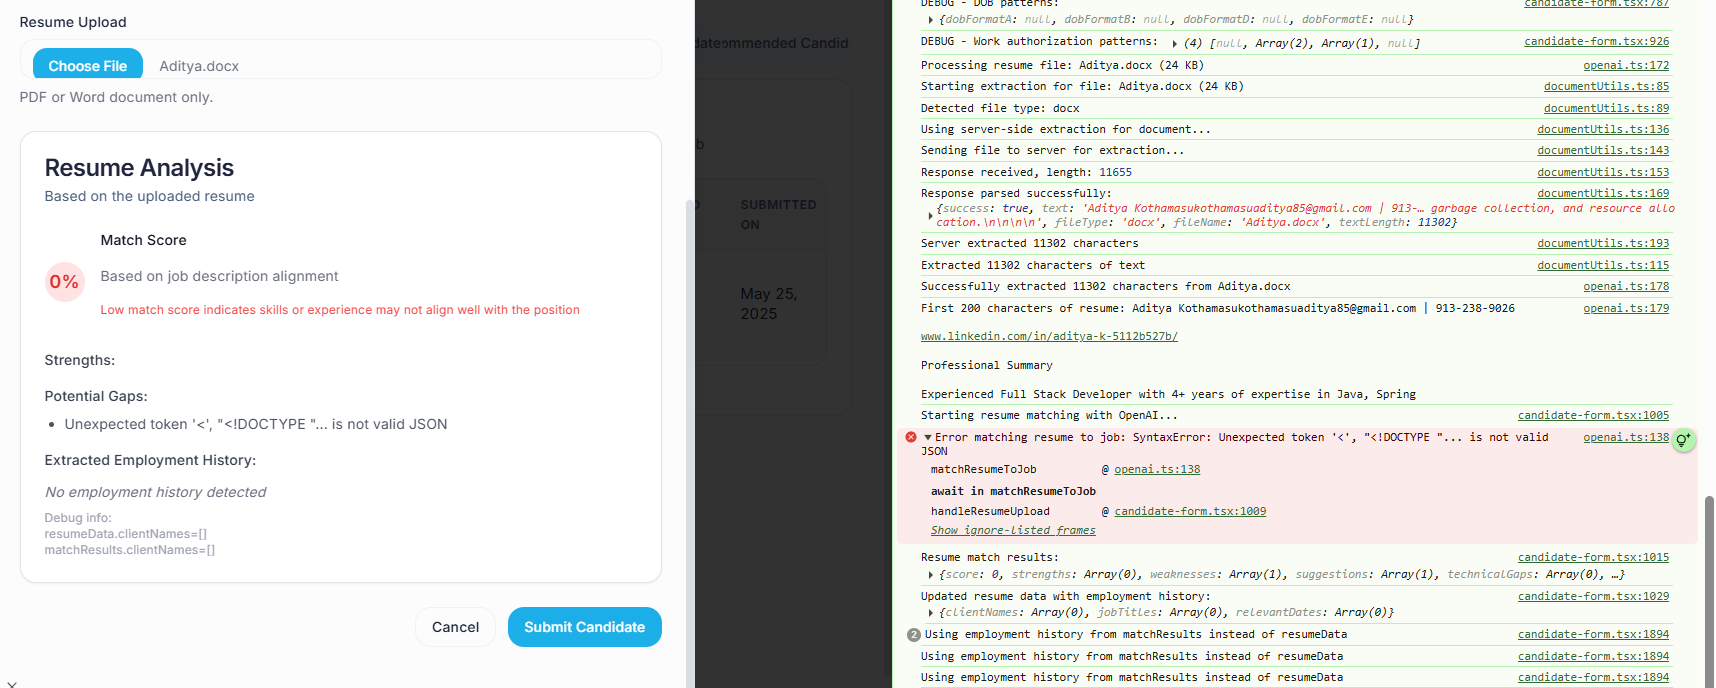 Resume Upload
Choose File Aditya.docx
PDF or Word document only.
Resume Analysis
Based on the uploaded resume
Match Score
0%
Based on job description alignment
Low match score indicates skills or experience may not align well with the position
Strengths:
Potential Gaps:
• Unexpected token '<', "<!DOCTYPE "... is not valid JSON
Extracted Employment History:
No employment history detected
Debug info:
resumeData.clientNames=[]
matchResults.clientNames=[]
Cancel Submit Candidate
ommended Candid
SUBMITTED
ON
May 25,
2025
DEBUG - DOB patterns: candidate-form.tsx:787
{dobFormatA: null, dobFormatB: null, dobFormatD: null, dobFormatE: null}
DEBUG - Work authorization patterns: (4) [null, Array(2), Array(1), null] candidate-form.tsx:926
Processing resume file: Aditya.docx (24 KB) openai.ts:172
Starting extraction for file: Aditya.docx (24 KB) documentUtils.ts:85
Detected file type: docx documentUtils.ts:89
Using server-side extraction for document... documentUtils.ts:136
Sending file to server for extraction... documentUtils.ts:143
Response received, length: 11655 documentUtils.ts:153
Response parsed successfully: documentUtils.ts:169
{success: true, text: 'Aditya Kothamasukothamasuaditya85@gmail.com | 913-… garbage collection, and resource allo
cation.\n\n\n\n', fileType: 'docx', fileName: 'Aditya.docx', textLength: 11302}
Server extracted 11302 characters documentUtils.ts:193
Extracted 11302 characters of text documentUtils.ts:115
Successfully extracted 11302 characters from Aditya.docx openai.ts:178
First 200 characters of resume: Aditya Kothamasukothamasuaditya85@gmail.com | 913-238-9026 openai.ts:179
www.linkedin.com/in/aditya-k-5112b527b/
Professional Summary
Experienced Full Stack Developer with 4+ years of expertise in Java, Spring
Starting resume matching with OpenAI... candidate-form.tsx:1005
Error matching resume to job: SyntaxError: Unexpected token '<', "<!DOCTYPE "... is not valid openai.ts:138
JSON
matchResumeToJob @ openai.ts:138
await in matchResumeToJob
handleResumeUpload @ candidate-form.tsx:1009
Show ignore-listed frames
Resume match results: candidate-form.tsx:1015
{score: 0, strengths: Array(0), weaknesses: Array(1), suggestions: Array(1), technicalGaps: Array(0), …}
Updated resume data with employment history: candidate-form.tsx:1029
{clientNames: Array(0), jobTitles: Array(0), relevantDates: Array(0)}
2 Using employment history from matchResults instead of resumeData candidate-form.tsx:1894
Using employment history from matchResults instead of resumeData candidate-form.tsx:1894
Using employment history from matchResults instead of resumeData candidate-form.tsx:1894